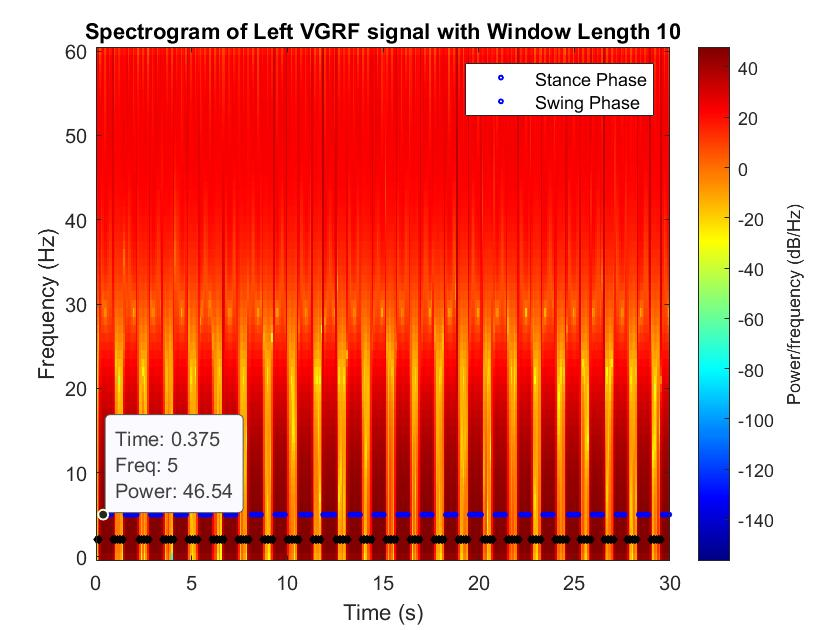 Spectrogram of Left VGRF signal with Window Length 10
Stance Phase
Swing Phase
60
50
40
30
20
10
0
Frequency (Hz)
Time: 0.375
Freq: 5
Power: 46.54
0 5 10 15 20 25 30
Time (s)
40
20
0
-20
-40
-60
-80
-100
-120
-140
Power/frequency (dB/Hz)